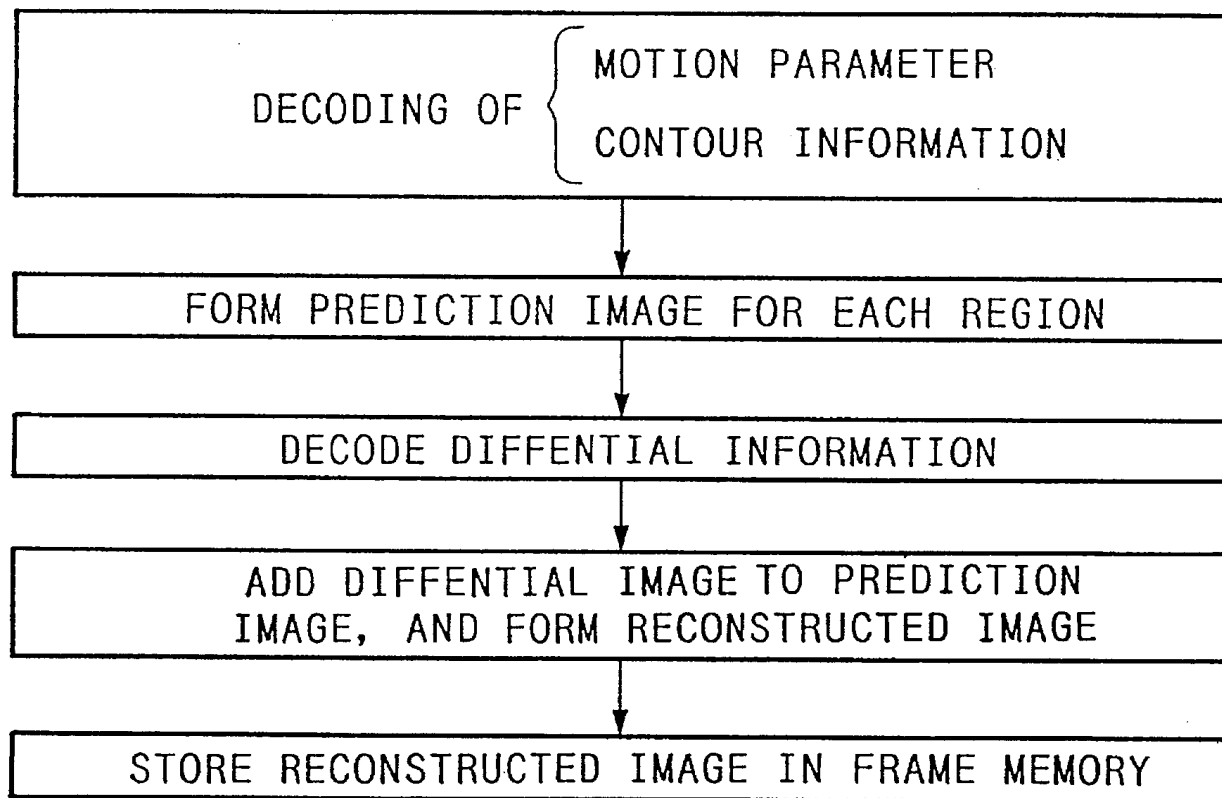 MOTION PARAMETER
DECODING OF
CONTOUR INFORMATION
FORM PREDICTION IMAGE FOR EACH REGION
DECODE DIFFENTIAL INFORMATION
ADD DIFFENTIAL IMAGE TO PREDICTION
IMAGE, AND FORM RECONSTRUCTED IMAGE
STORE RECONSTRUCTED IMAGE IN FRAME MEMORY